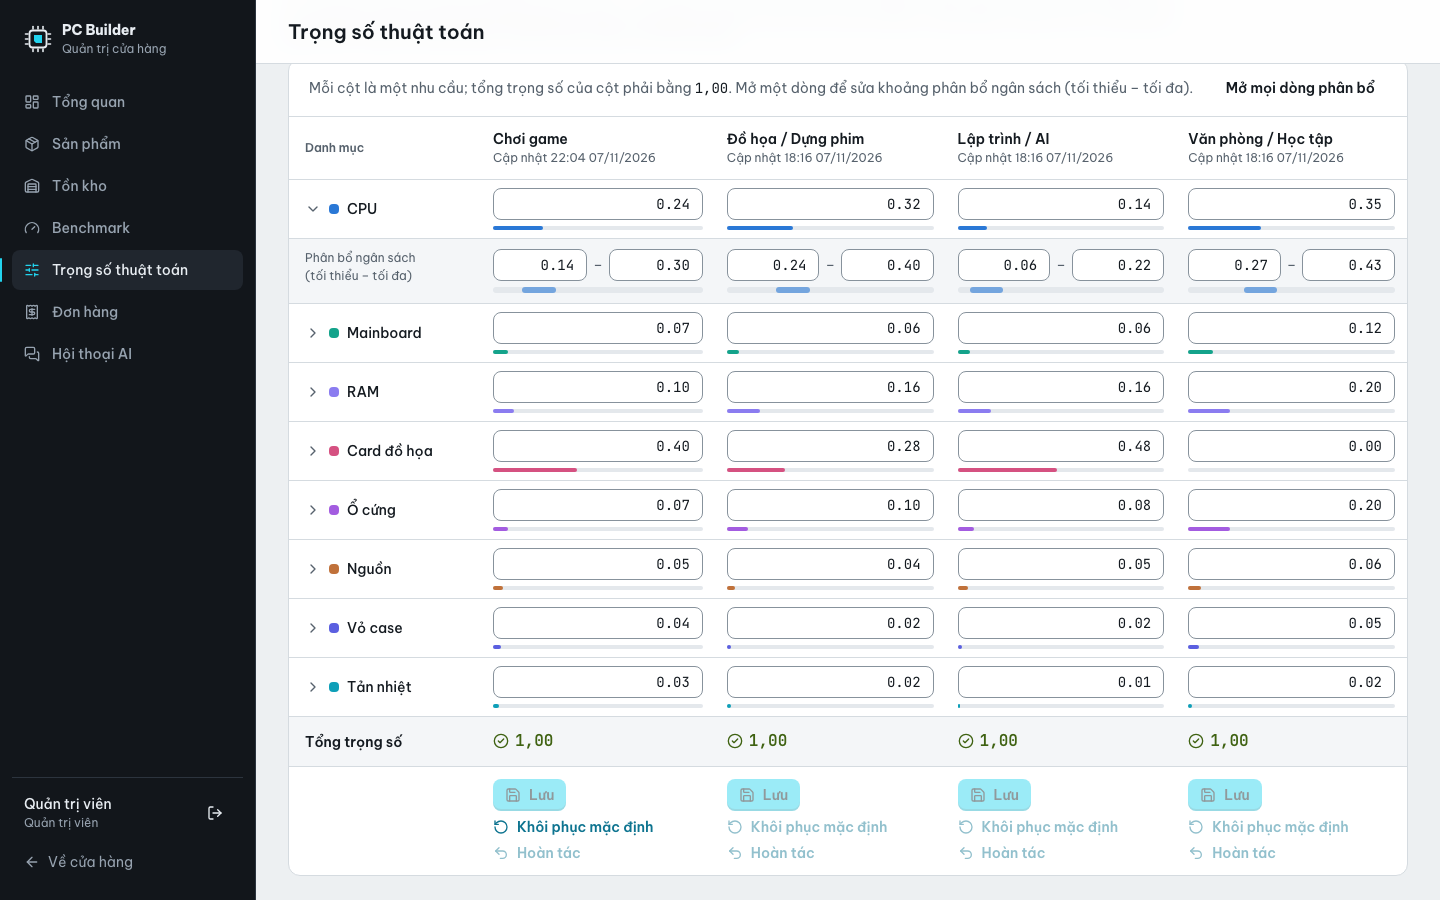 PC Builder
Quản trị cửa hàng
Tổng quan
Sản phẩm
Tồn kho
Benchmark
Trọng số thuật toán
Đơn hàng
Hội thoại AI
Quản trị viên
Quản trị viên
Về cửa hàng
Trọng số thuật toán
Mỗi cột là một nhu cầu; tổng trọng số của cột phải bằng 1,00. Mở một dòng để sửa khoảng phân bổ ngân sách (tối thiểu – tối đa). Mở mọi dòng phân bổ
Danh mục Chơi game Đồ họa / Dựng phim Lập trình / AI Văn phòng / Học tập
Cập nhật 22:04 07/11/2026 Cập nhật 18:16 07/11/2026 Cập nhật 18:16 07/11/2026 Cập nhật 18:16 07/11/2026
CPU 0.24 0.32 0.14 0.35
Phân bổ ngân sách
(tối thiểu – tối đa) 0.14 – 0.30 0.24 – 0.40 0.06 – 0.22 0.27 – 0.43
Mainboard 0.07 0.06 0.06 0.12
RAM 0.10 0.16 0.16 0.20
Card đồ họa 0.40 0.28 0.48 0.00
Ổ cứng 0.07 0.10 0.08 0.20
Nguồn 0.05 0.04 0.05 0.06
Vỏ case 0.04 0.02 0.02 0.05
Tản nhiệt 0.03 0.02 0.01 0.02
Tổng trọng số 1,00 1,00 1,00 1,00
Lưu Lưu Lưu Lưu
Khôi phục mặc định Khôi phục mặc định Khôi phục mặc định Khôi phục mặc định
Hoàn tác Hoàn tác Hoàn tác Hoàn tác